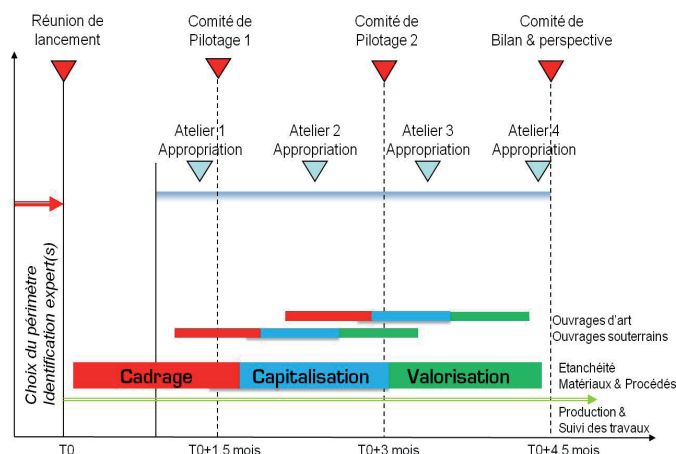 Réunion de
lancement
Comité de
Pilotage 1
Comité de
Pilotage 2
Comité de
Bilan & perspective
Atelier 1
Appropriation
Atelier 2
Appropriation
Atelier 3
Appropriation
Atelier 4
Appropriation
Choix du périmètre
Identification expert(s)
Ouvrages d'art
Ouvrages souterrains
Cadrage
Capitalisation
Valorisation
Etanchéité
Matériaux & Procédés
Production &
Suivi des travaux
T0
T0+1.5 mois
T0+3 mois
T0+4.5 mois